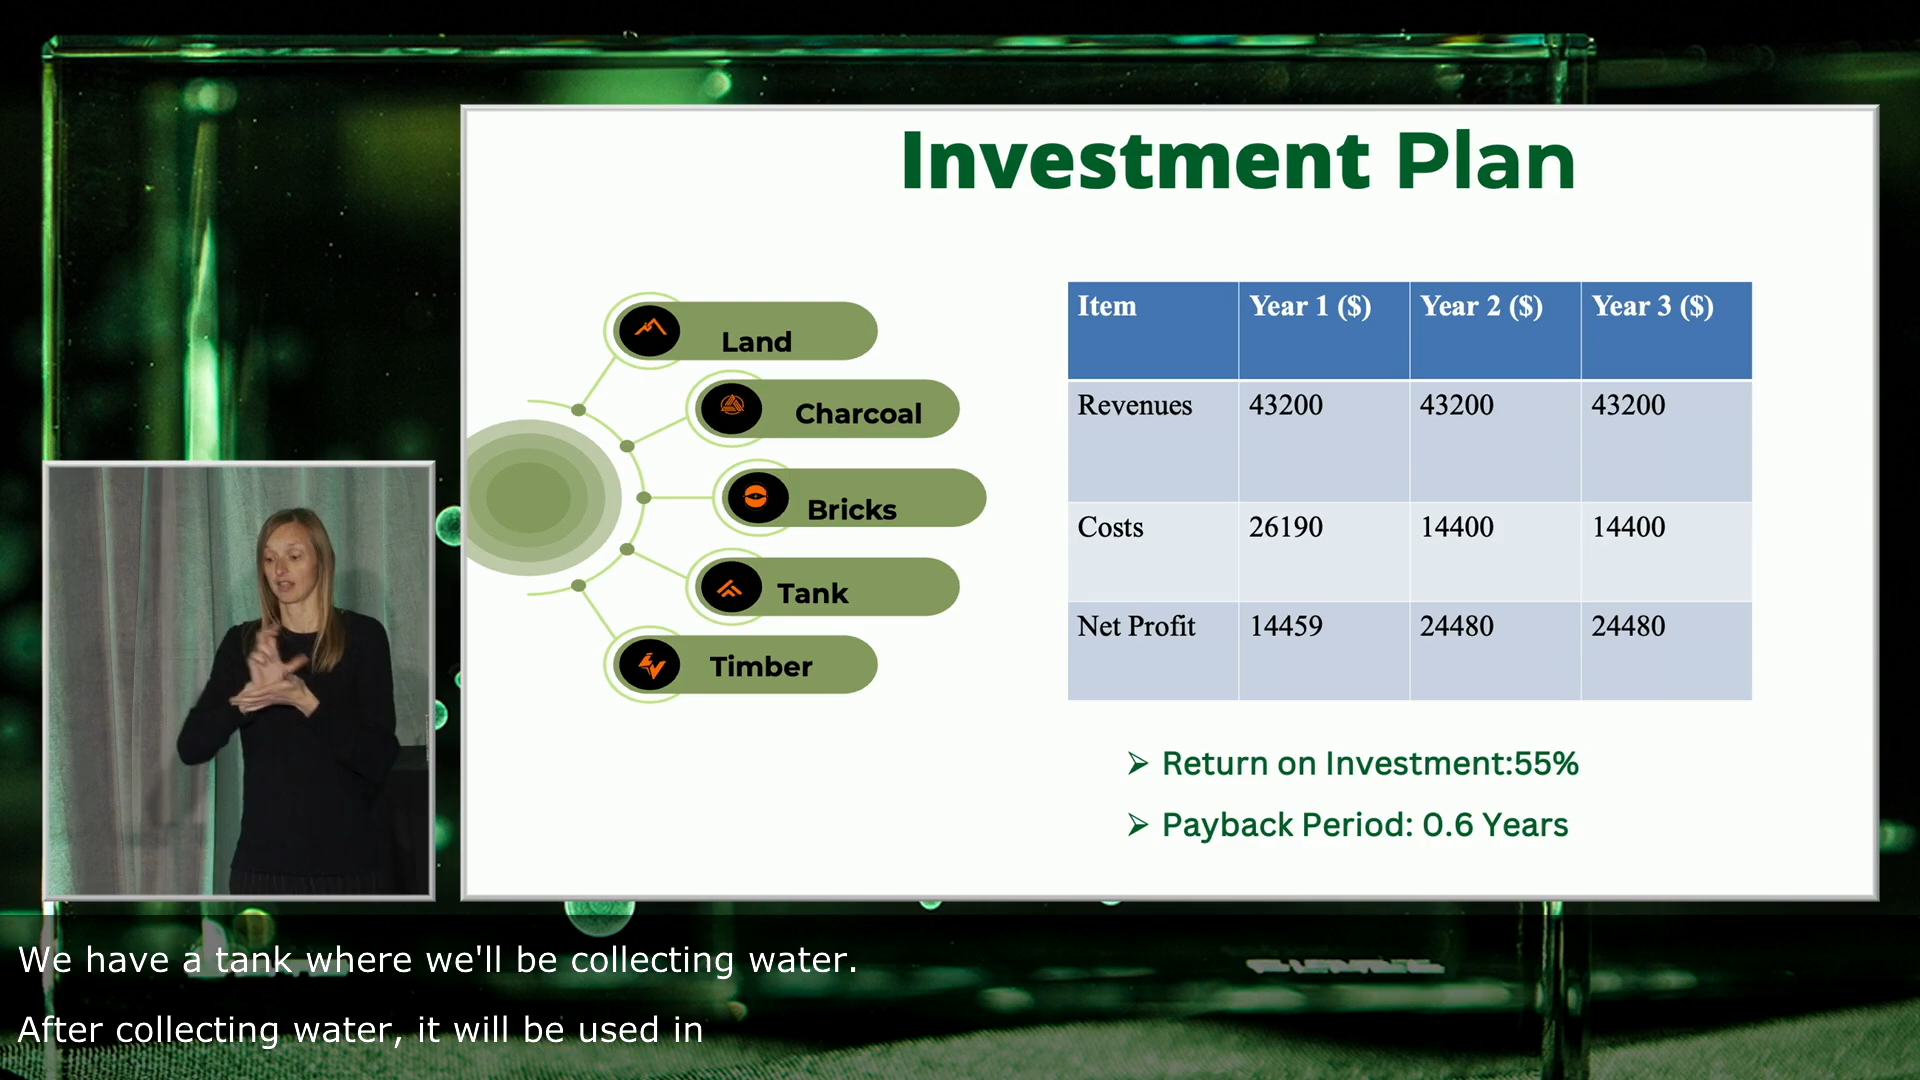 Investment Plan
Land
Charcoal
Bricks
Tank
Timber
Item Year 1 ($) Year 2 ($) Year 3 ($)
Revenues 43200 43200 43200
Costs 26190 14400 14400
Net Profit 14459 24480 24480
Return on Investment:55%
Payback Period: 0.6 Years
We have a tank where we'll be collecting water.
After collecting water, it will be used in